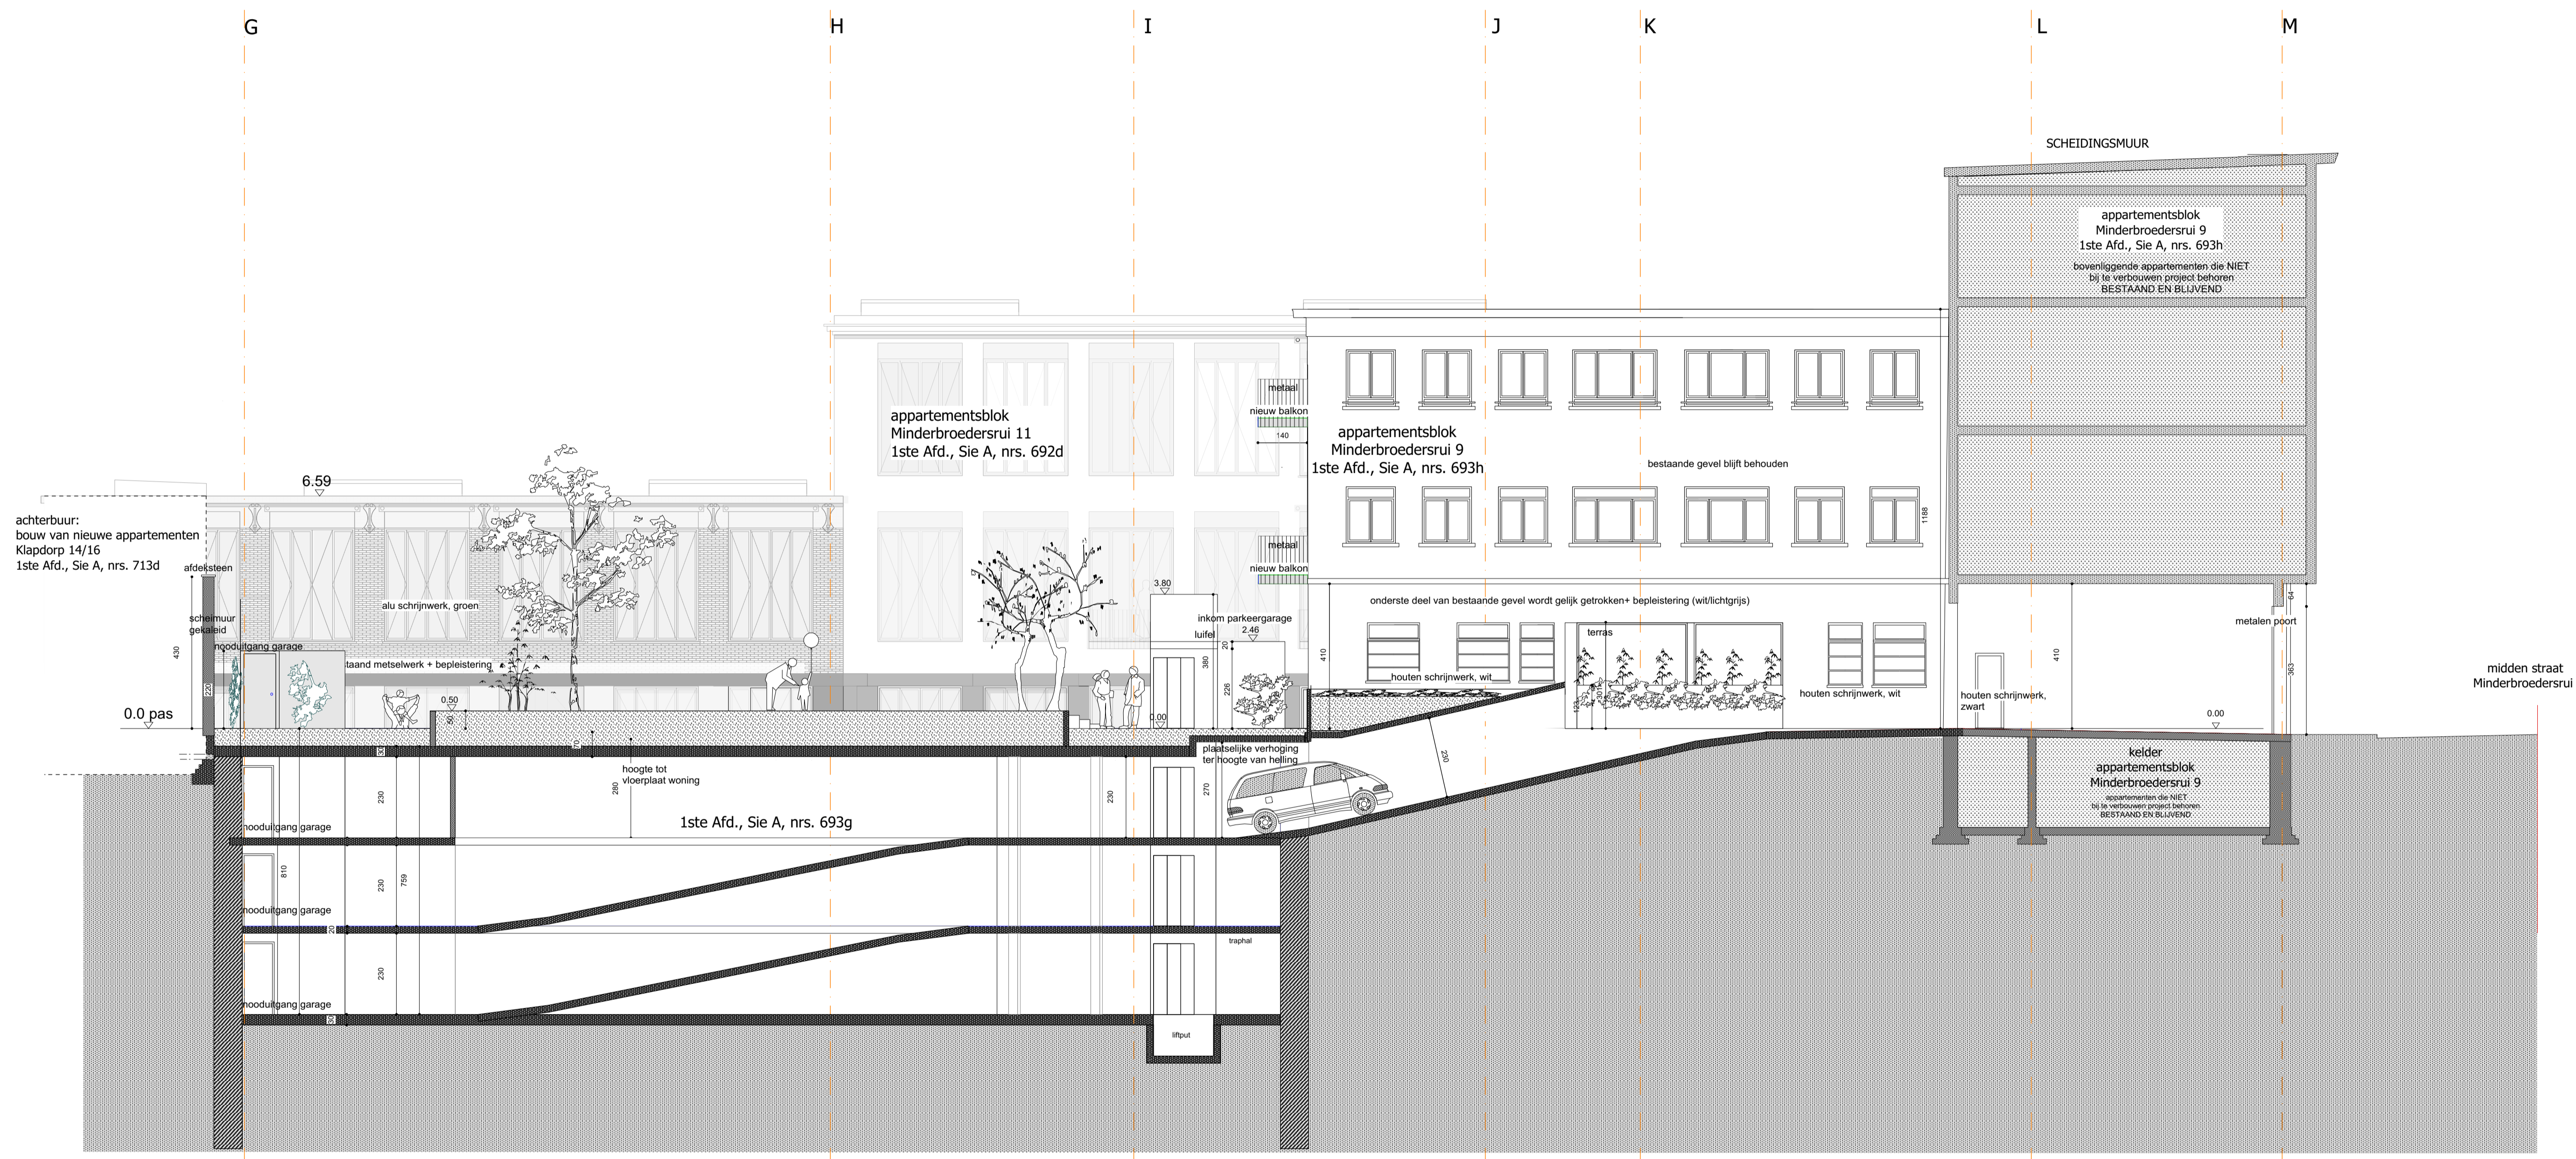 G
H
I
J
K
L
M
SCHEIDINGSMUUR
appartementsblok
Minderbroedersrui 9
1ste Afd., Sie A, nrs. 693h
bovenliggende appartementen die NIET
bij te verbouwen project behoren
BESTAAND EN BLIJVEND
metaal
nieuw balkon
140
appartementsblok
Minderbroedersrui 11
1ste Afd., Sie A, nrs. 692d
appartementsblok
Minderbroedersrui 9
1ste Afd., Sie A, nrs. 693h
bestaande gevel blijft behouden
1188
6.59
achterbuur:
bouw van nieuwe appartementen
Klapdorp 14/16
1ste Afd., Sie A, nrs. 713d
afdeksteen
metaal
nieuw balkon
3.80
alu schrijnwerk, groen
onderste deel van bestaande gevel wordt gelijk getrokken+ bepleistering (wit/lichtgrijs)
64
scheimuur
gekaleid
inkom parkeergarage
2.46
luifel
20
metalen poort
terras
nooduitgang garage
430
taand metselwerk + bepleistering
380
410
410
363
midden straat
Minderbroedersrui
220
226
houten schrijnwerk, wit
houten schrijnwerk, wit
houten schrijnwerk,
zwart
0.50
50
123
301
0.0 pas
0.00
0.00
70
30
plaatselijke verhoging
ter hoogte van helling
230
kelder
appartementsblok
Minderbroedersrui 9
appartementen die NIET
bij te verbouwen project behoren
BESTAAND EN BLIJVEND
hoogte tot
vloerplaat woning
280
230
230
270
1ste Afd., Sie A, nrs. 693g
nooduitgang garage
810
230
759
nooduitgang garage
20
traphal
230
nooduitgang garage
30
liftput